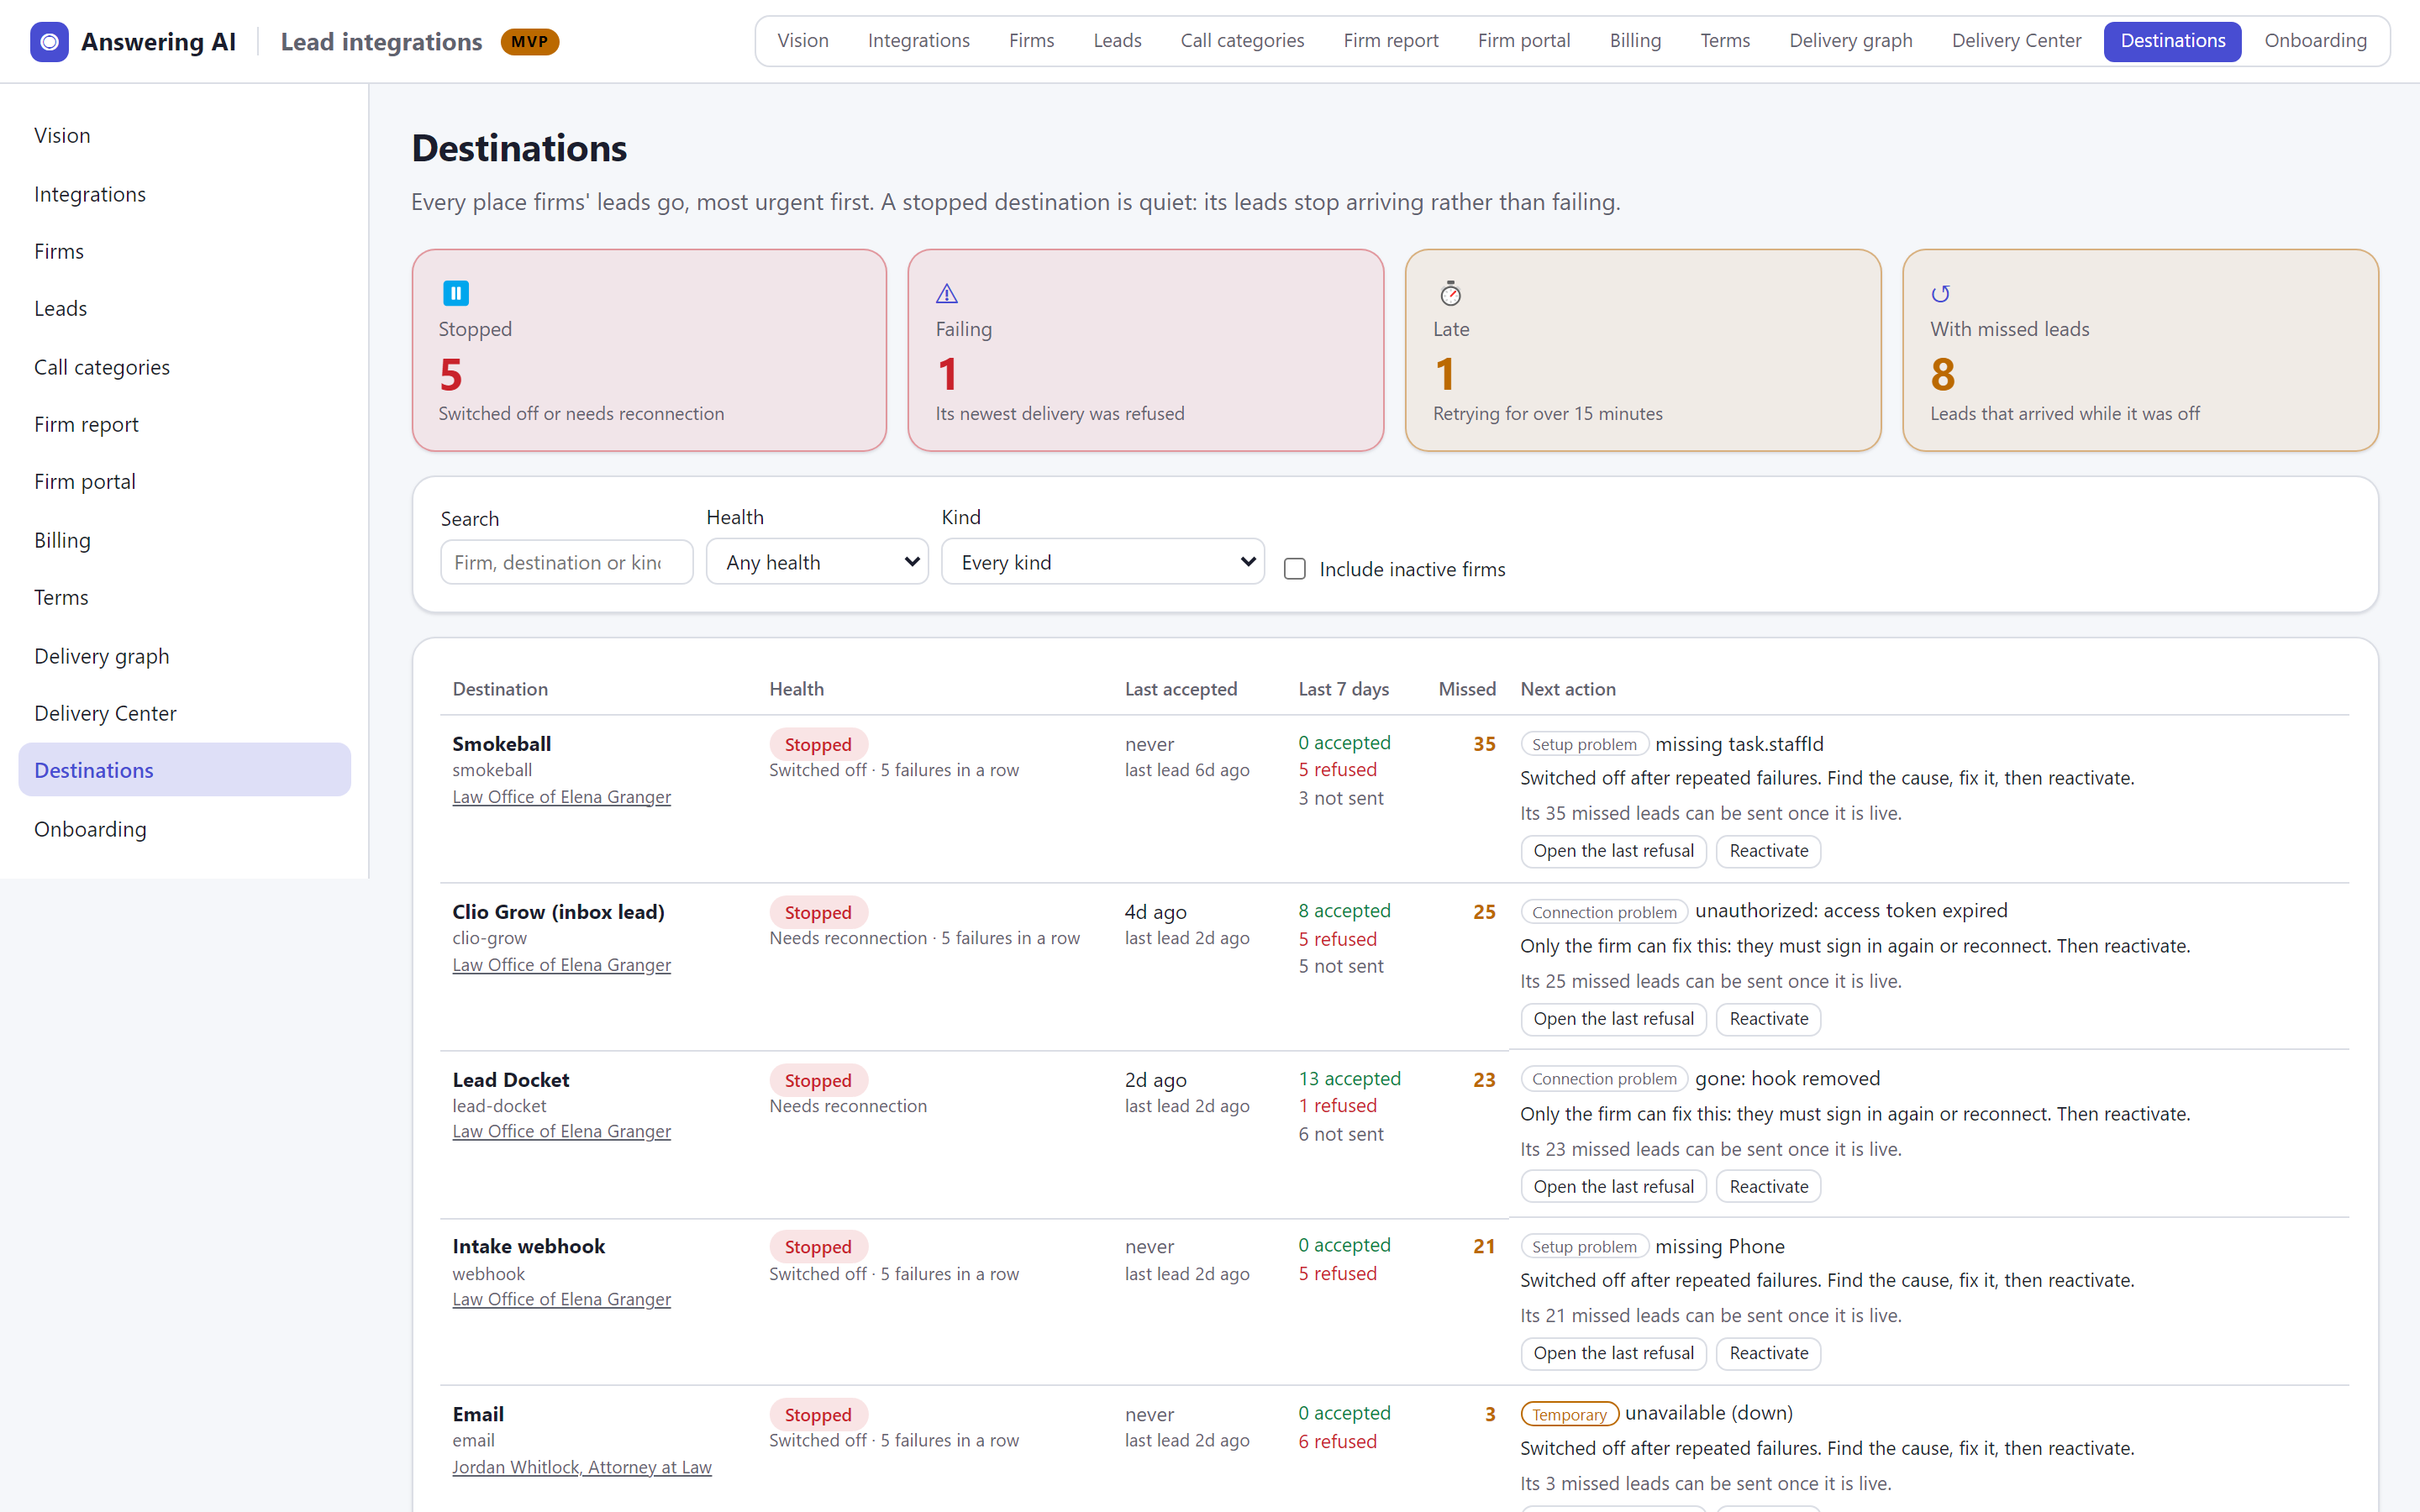 Answering AI
Lead integrations
MVP
Vision
Integrations
Firms
Leads
Call categories
Firm report
Firm portal
Billing
Terms
Delivery graph
Delivery Center
Destinations
Onboarding
Vision
Integrations
Firms
Leads
Call categories
Firm report
Firm portal
Billing
Terms
Delivery graph
Delivery Center
Destinations
Onboarding
Destinations
Every place firms' leads go, most urgent first. A stopped destination is quiet: its leads stop arriving rather than failing.
Stopped
5
Switched off or needs reconnection
Failing
1
Its newest delivery was refused
Late
1
Retrying for over 15 minutes
With missed leads
8
Leads that arrived while it was off
Search
Firm, destination or kind
Health
Any health
Kind
Every kind
Include inactive firms
Destination Health Last accepted Last 7 days Missed Next action
Smokeball
smokeball
Law Office of Elena Granger
Stopped
Switched off · 5 failures in a row
never
last lead 6d ago
0 accepted
5 refused
3 not sent
35
Setup problem missing task.staffId
Switched off after repeated failures. Find the cause, fix it, then reactivate.
Its 35 missed leads can be sent once it is live.
Open the last refusal Reactivate
Clio Grow (inbox lead)
clio-grow
Law Office of Elena Granger
Stopped
Needs reconnection · 5 failures in a row
4d ago
last lead 2d ago
8 accepted
5 refused
5 not sent
25
Connection problem unauthorized: access token expired
Only the firm can fix this: they must sign in again or reconnect. Then reactivate.
Its 25 missed leads can be sent once it is live.
Open the last refusal Reactivate
Lead Docket
lead-docket
Law Office of Elena Granger
Stopped
Needs reconnection
2d ago
last lead 2d ago
13 accepted
1 refused
6 not sent
23
Connection problem gone: hook removed
Only the firm can fix this: they must sign in again or reconnect. Then reactivate.
Its 23 missed leads can be sent once it is live.
Open the last refusal Reactivate
Intake webhook
webhook
Law Office of Elena Granger
Stopped
Switched off · 5 failures in a row
never
last lead 2d ago
0 accepted
5 refused
21
Setup problem missing Phone
Switched off after repeated failures. Find the cause, fix it, then reactivate.
Its 21 missed leads can be sent once it is live.
Open the last refusal Reactivate
Email
email
Jordan Whitlock, Attorney at Law
Stopped
Switched off · 5 failures in a row
never
last lead 2d ago
0 accepted
6 refused
3
Temporary unavailable (down)
Switched off after repeated failures. Find the cause, fix it, then reactivate.
Its 3 missed leads can be sent once it is live.